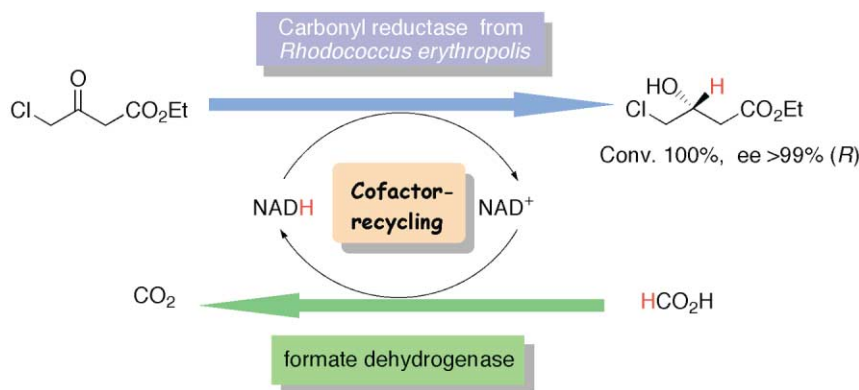 Carbonyl reductase from
Rhodococcus erythropolis
O
Cl
CO₂Et
HO
H
Cl
CO₂Et
Conv. 100%, ee >99% (R)
NADH
Cofactor-
recycling
NAD⁺
CO₂
HCO₂H
formate dehydrogenase